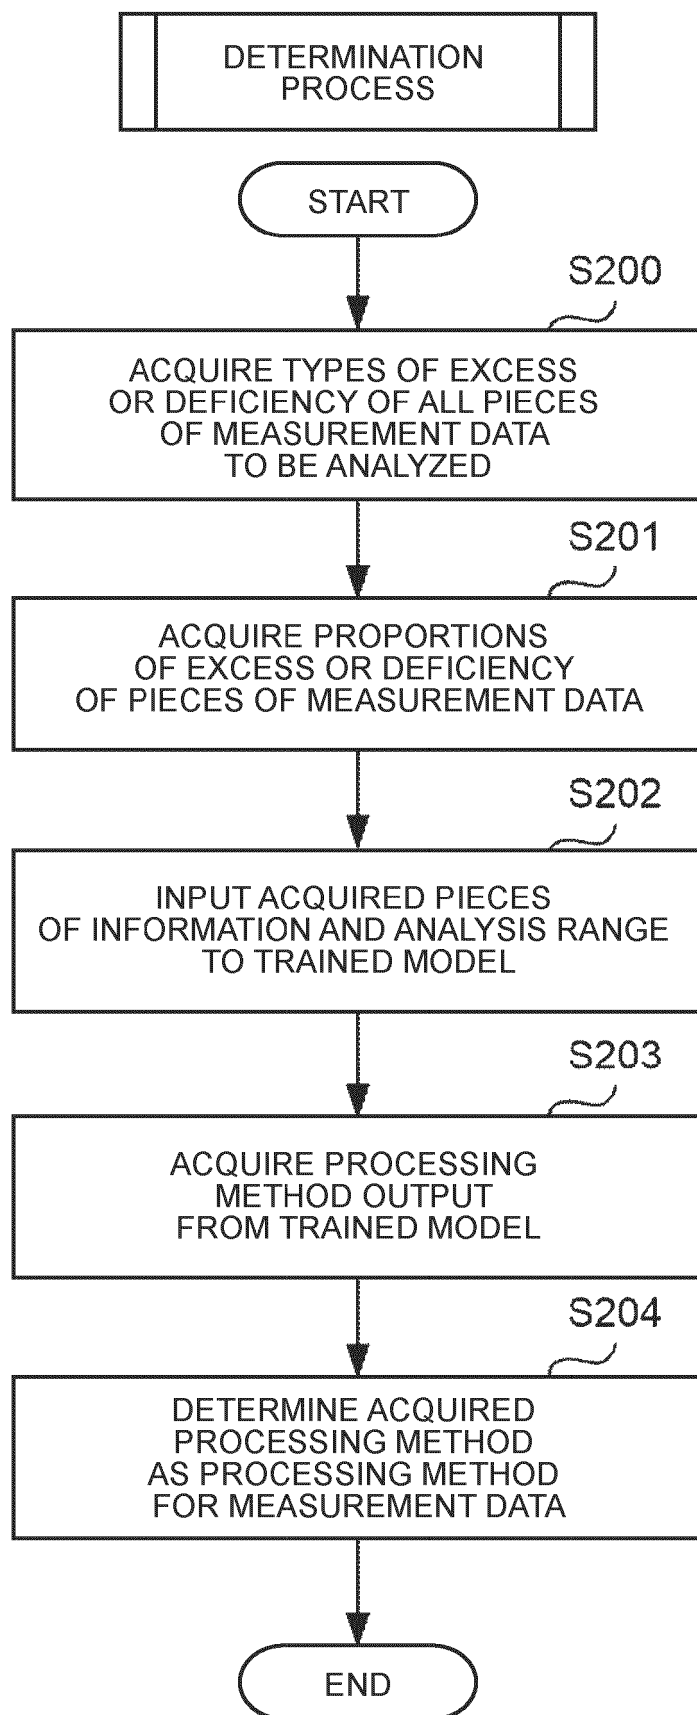 DETERMINATION
PROCESS
START
S200
ACQUIRE TYPES OF EXCESS
OR DEFICIENCY OF ALL PIECES
OF MEASUREMENT DATA
TO BE ANALYZED
S201
ACQUIRE PROPORTIONS
OF EXCESS OR DEFICIENCY
OF PIECES OF MEASUREMENT DATA
S202
INPUT ACQUIRED PIECES
OF INFORMATION AND ANALYSIS RANGE
TO TRAINED MODEL
S203
ACQUIRE PROCESSING
METHOD OUTPUT
FROM TRAINED MODEL
S204
DETERMINE ACQUIRED
PROCESSING METHOD
AS PROCESSING METHOD
FOR MEASUREMENT DATA
END